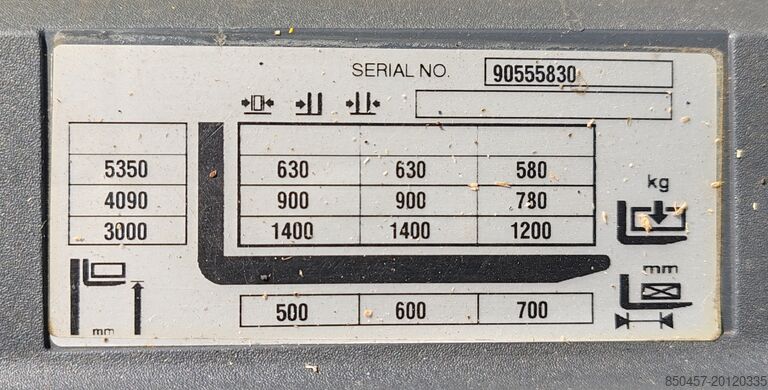 SERIAL NO. 90555830
5350 630 630 580
4090 900 900 780
3000 1400 1400 1200
kg
mm
mm
500 600 700
850457-20120335